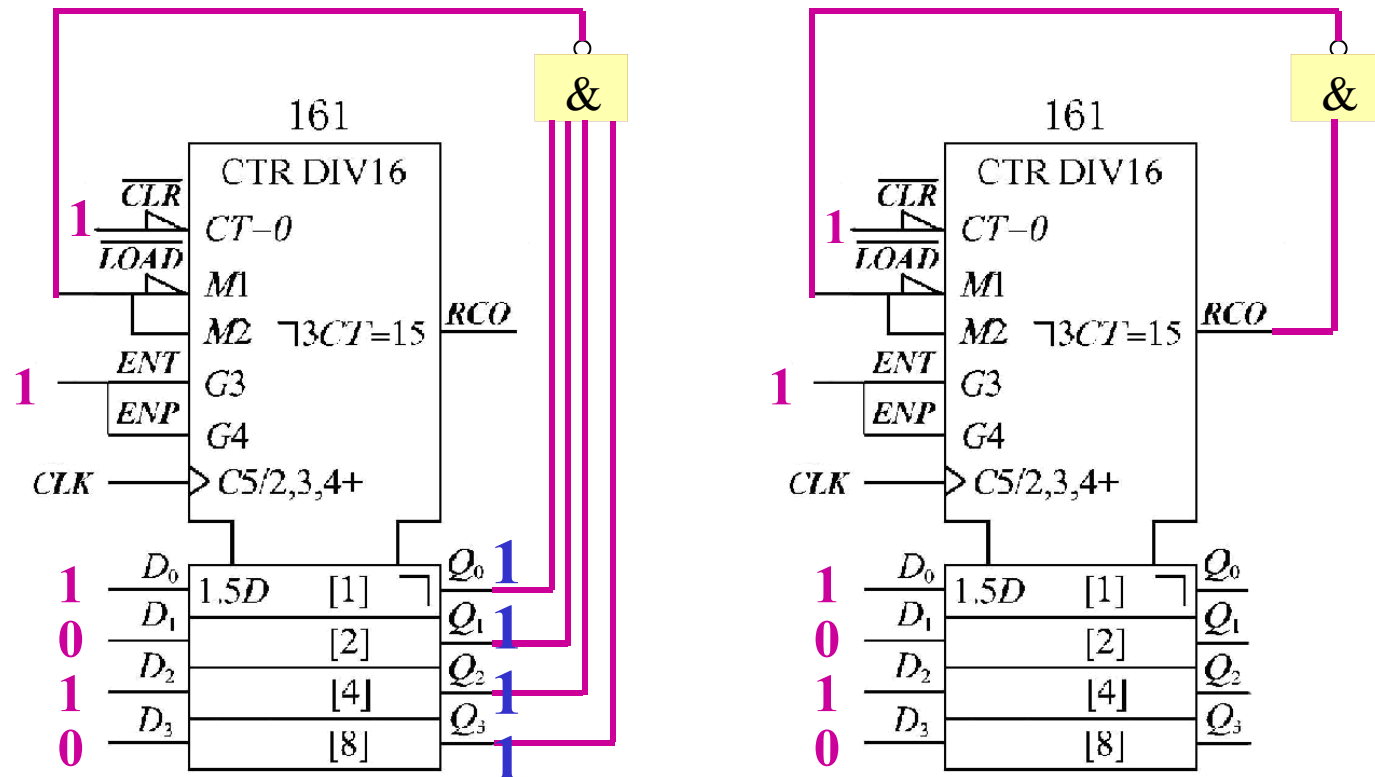 &
161
CTR DIV16
CLR
1
CT-0
LOAD
M1
M2
¬3CT=15
RCO
ENT
1
G3
ENP
G4
CLK
C5/2,3,4+
1
D0
1.5D
[1]
Q0
1
0
D1
[2]
Q1
1
1
D2
[4]
Q2
1
0
D3
[8]
Q3
1
&
161
CTR DIV16
CLR
1
CT-0
LOAD
M1
M2
¬3CT=15
RCO
ENT
1
G3
ENP
G4
CLK
C5/2,3,4+
1
D0
1.5D
[1]
Q0
0
D1
[2]
Q1
1
D2
[4]
Q2
0
D3
[8]
Q3